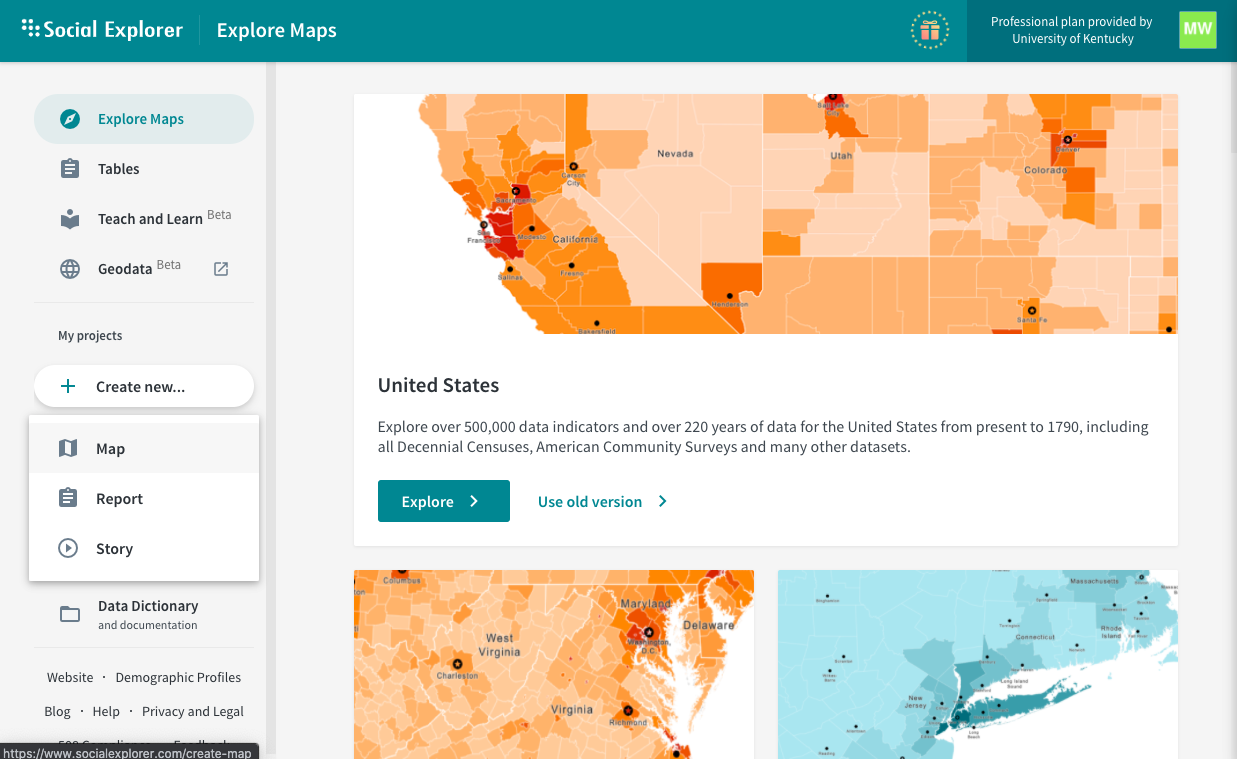 Social Explorer
Explore Maps
Professional plan provided by
University of Kentucky
MW
Explore Maps
Tables
Teach and Learn Beta
Geodata Beta
My projects
Create new...
Map
Report
Story
Data Dictionary
and documentation
Website · Demographic Profiles
Blog · Help · Privacy and Legal
https://www.socialexplorer.com/create-map
Nevada
Utah
Denver
Colorado
Carson
City
Sacramento
San
Francisco
Modesto
California
Fresno
Salinas
Henderson
Bakersfield
Santa Fe
United States
Explore over 500,000 data indicators and over 220 years of data for the United States from present to 1790, including
all Decennial Censuses, American Community Surveys and many other datasets.
Explore
Use old version
Columbus
Maryland
Delaware
Washington,
D.C.
West
Virginia
Charleston
Virginia
Richmond
Massachusetts
Springfield
Connecticut
Rhode
Island
Long Island
Sound
New
Jersey
Long
Beach